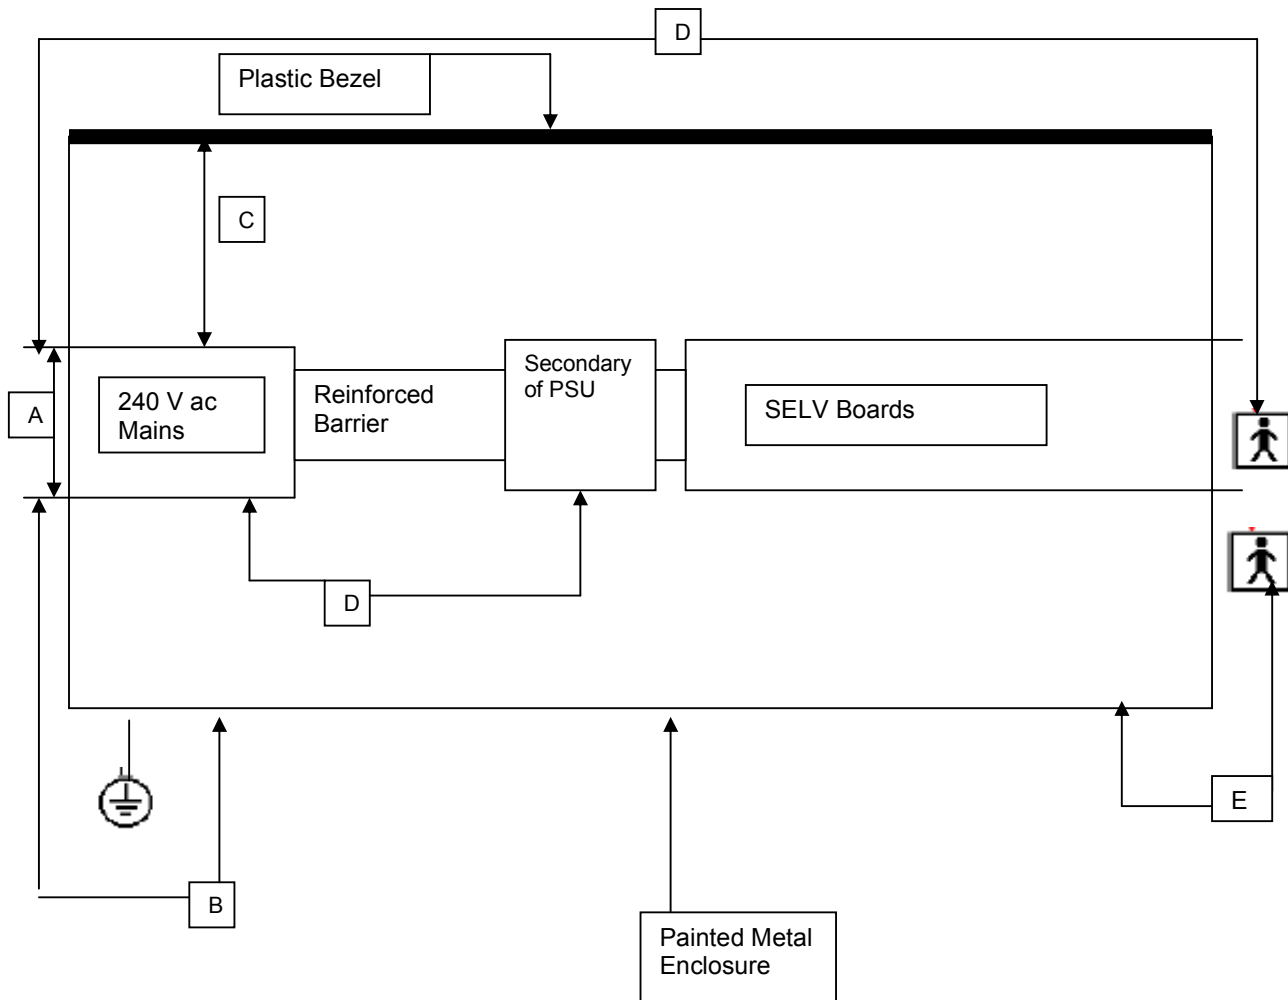 D
Plastic Bezel
C
A
240 V ac
Mains
Reinforced
Barrier
Secondary
of PSU
SELV Boards
D
E
B
Painted Metal
Enclosure